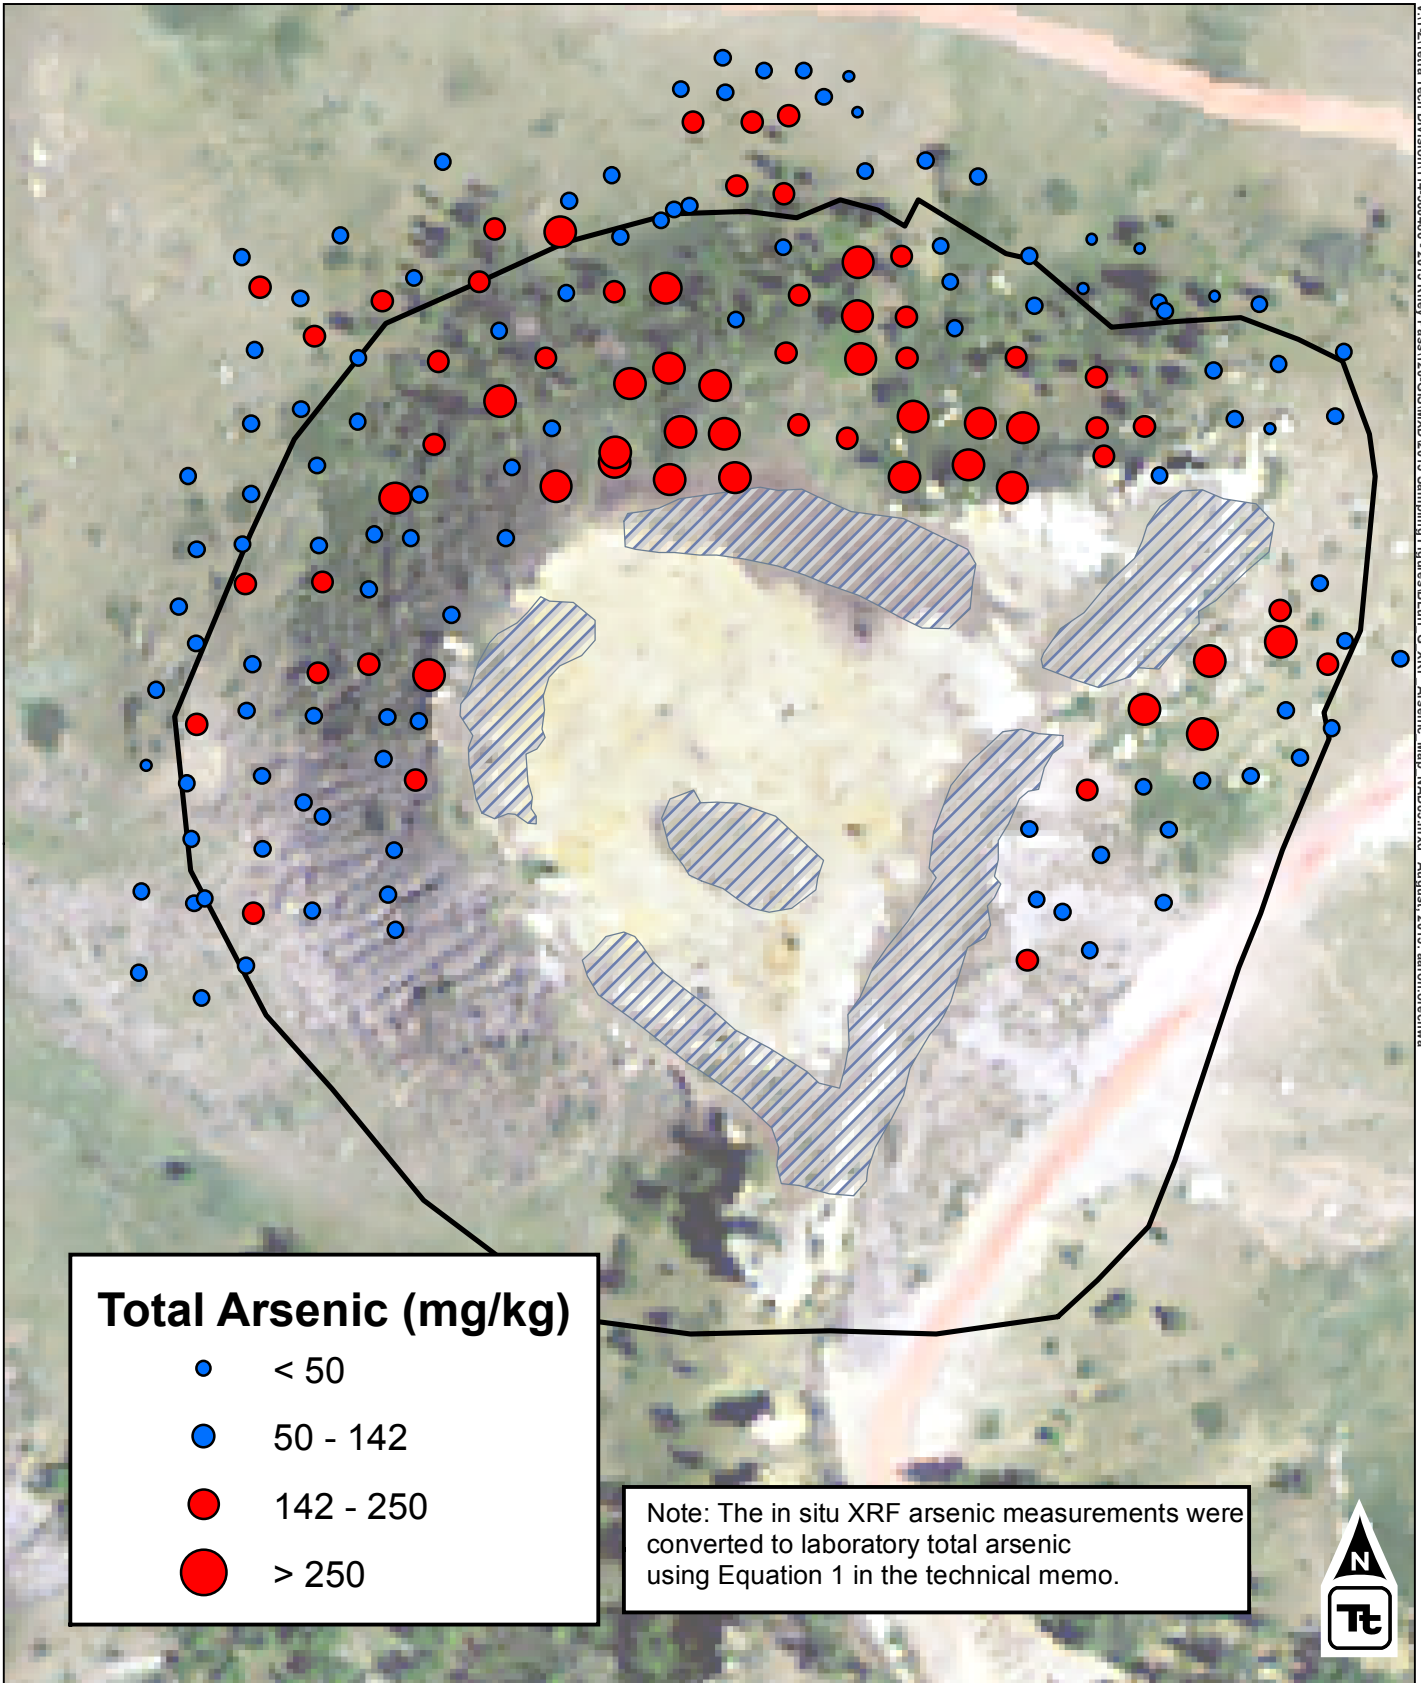 Total Arsenic (mg/kg)
< 50
50 - 142
142 - 250
> 250
Note: The in situ XRF arsenic measurements were
converted to laboratory total arsenic
using Equation 1 in the technical memo.
N
Tt